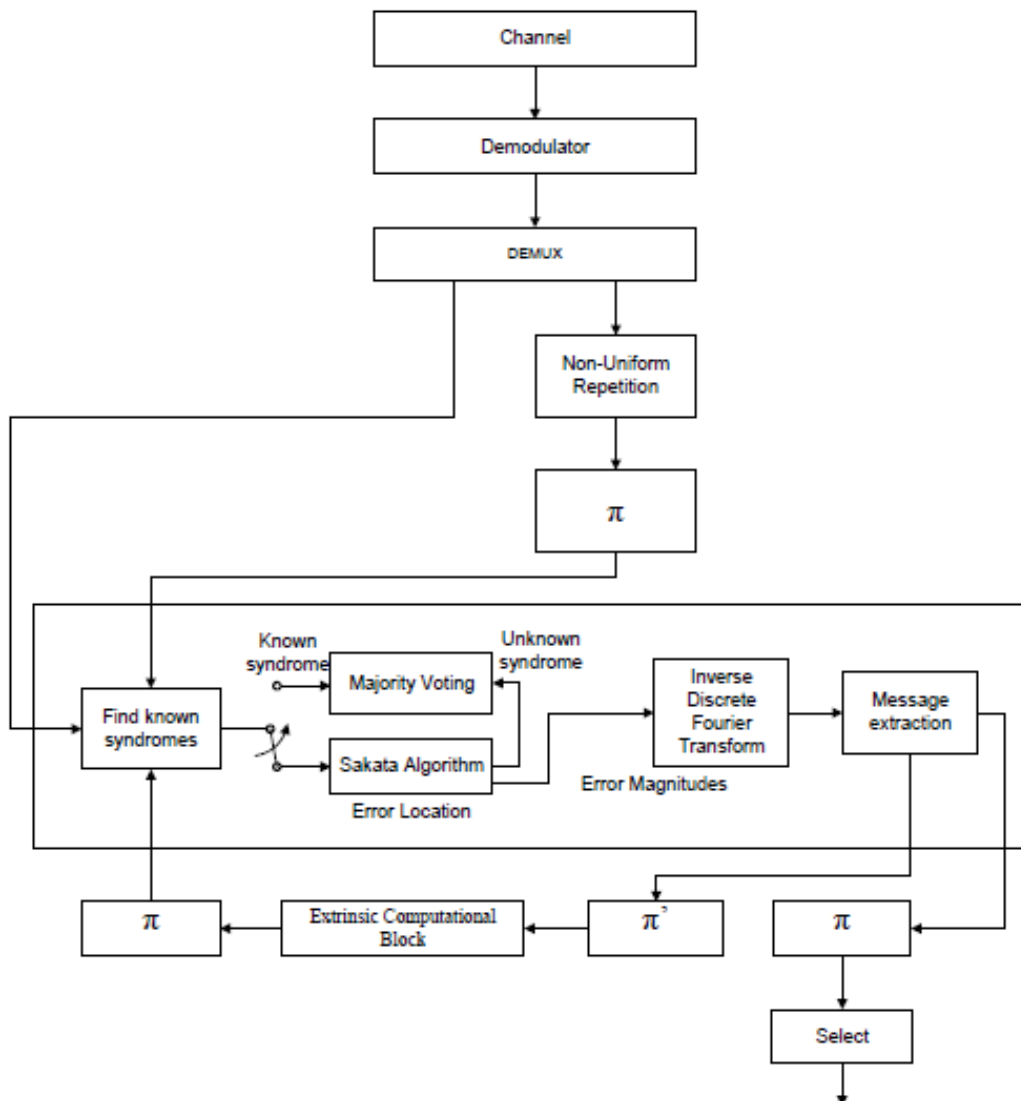 Channel
Demodulator
DEMUX
Non-Uniform
Repetition
π
Known
syndrome
Unknown
syndrome
Majority Voting
Find known
syndromes
Sakata Algorithm
Error Location
Inverse
Discrete
Fourier
Transform
Error Magnitudes
Message
extraction
π
Extrinsic Computational
Block
π’
π
Select